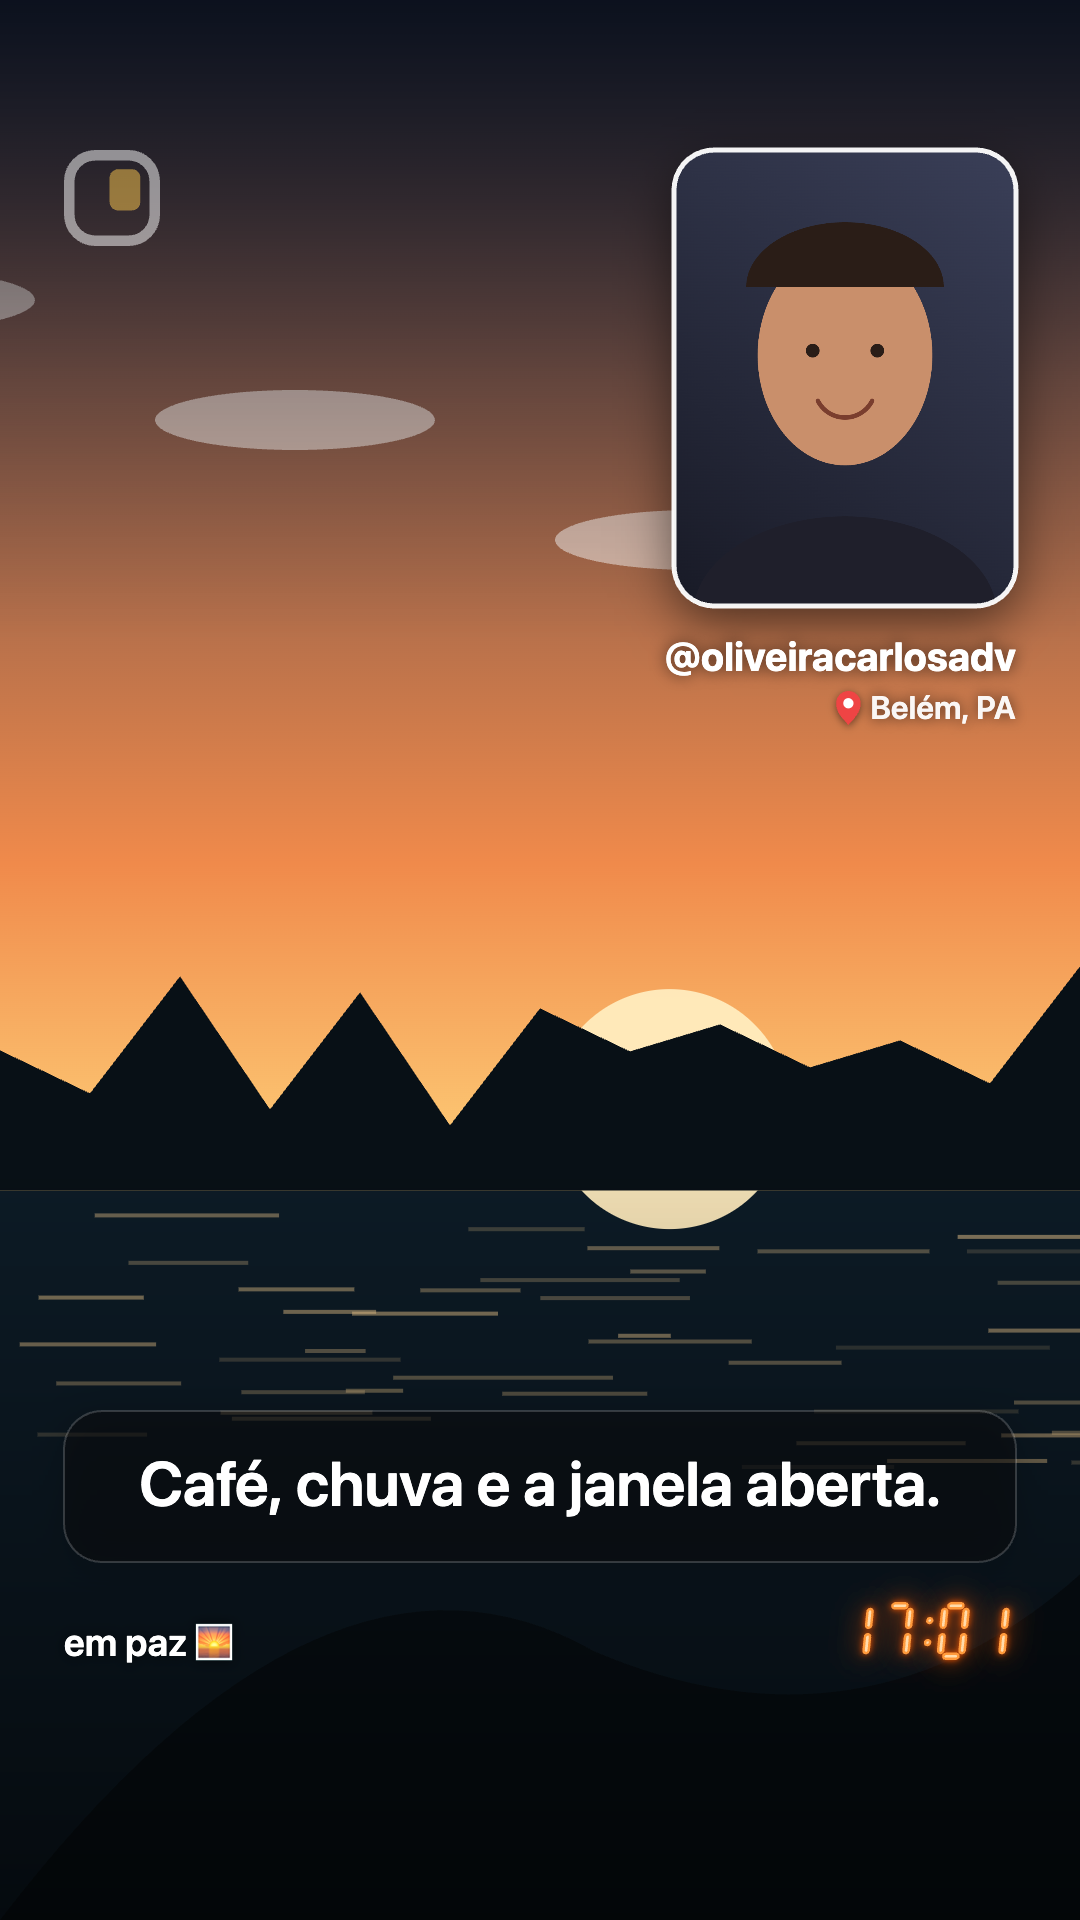 @oliveiracarlosadv
📍 Belém, PA
Café, chuva e a janela aberta.
em paz 🌅
17:01